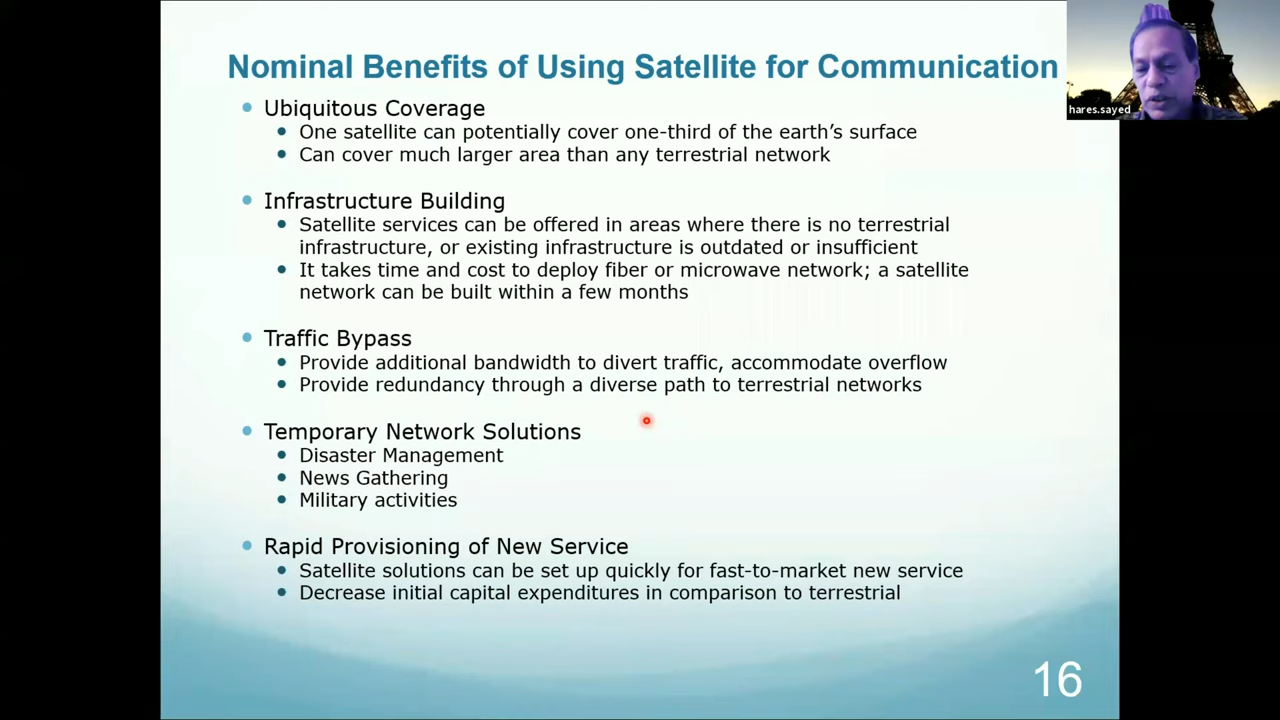 Nominal Benefits of Using Satellite for Communication
hares.sayed
• Ubiquitous Coverage
• One satellite can potentially cover one-third of the earth's surface
• Can cover much larger area than any terrestrial network
• Infrastructure Building
• Satellite services can be offered in areas where there is no terrestrial
infrastructure, or existing infrastructure is outdated or insufficient
• It takes time and cost to deploy fiber or microwave network; a satellite
network can be built within a few months
• Traffic Bypass
• Provide additional bandwidth to divert traffic, accommodate overflow
• Provide redundancy through a diverse path to terrestrial networks
• Temporary Network Solutions
• Disaster Management
• News Gathering
• Military activities
• Rapid Provisioning of New Service
• Satellite solutions can be set up quickly for fast-to-market new service
• Decrease initial capital expenditures in comparison to terrestrial
16